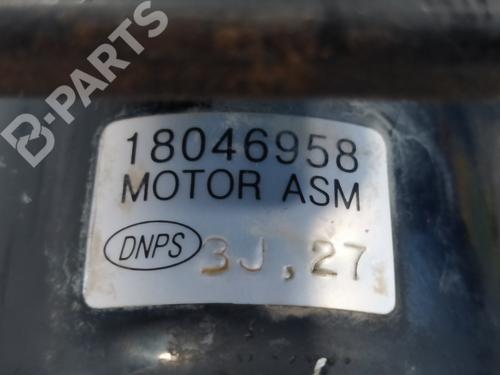 B-PARTS
18046958
MOTOR ASM
DNPS 3J,27